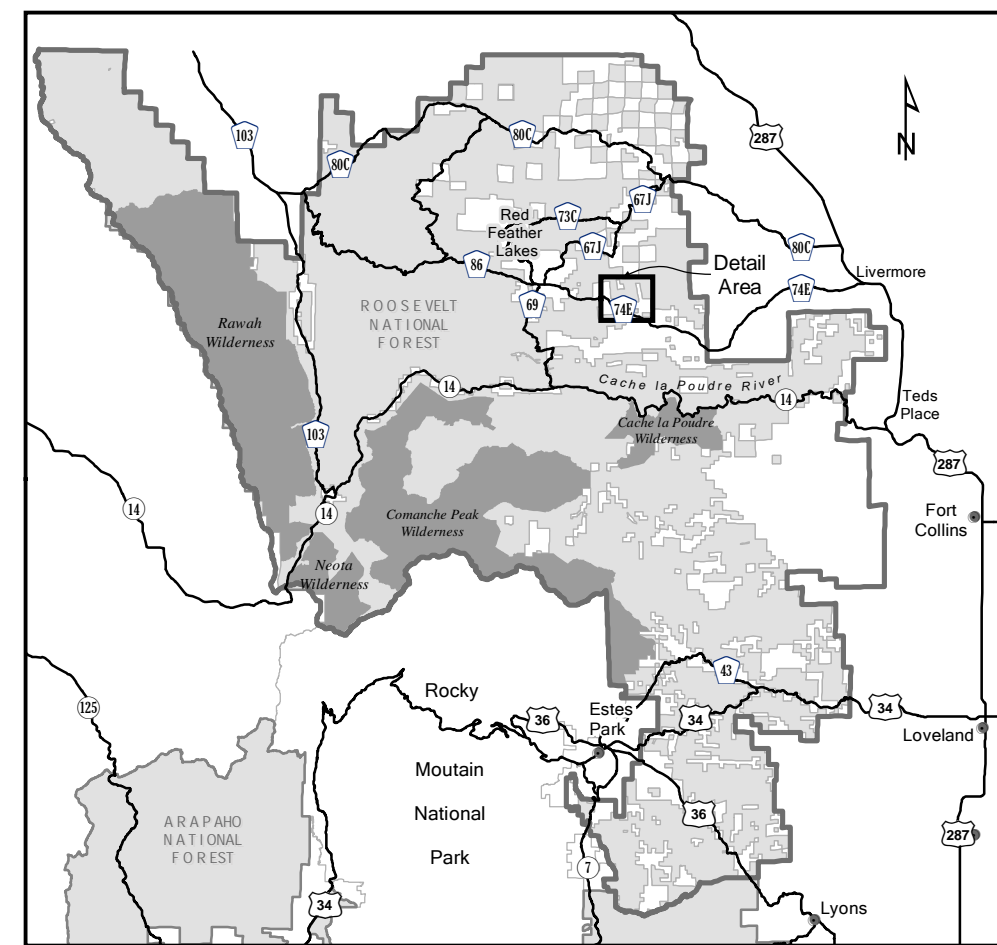 287
N
103
80C
80C
67J
73C
Red
Feather
Lakes
67J
80C
86
Detail
Area
Livermore
74E
69
74E
ROOSEVELT
NATIONAL
FOREST
Rawah
Wilderness
Cache la Poudre River
14
14
Teds
Place
Cache la Poudre
Wilderness
103
287
14
14
Fort
Collins
Comanche Peak
Wilderness
Neota
Wilderness
43
125
Rocky
Moutain
National
Park
36
Estes
Park
34
34
Loveland
36
287
ARAPAHO
NATIONAL
FOREST
7
34
Lyons